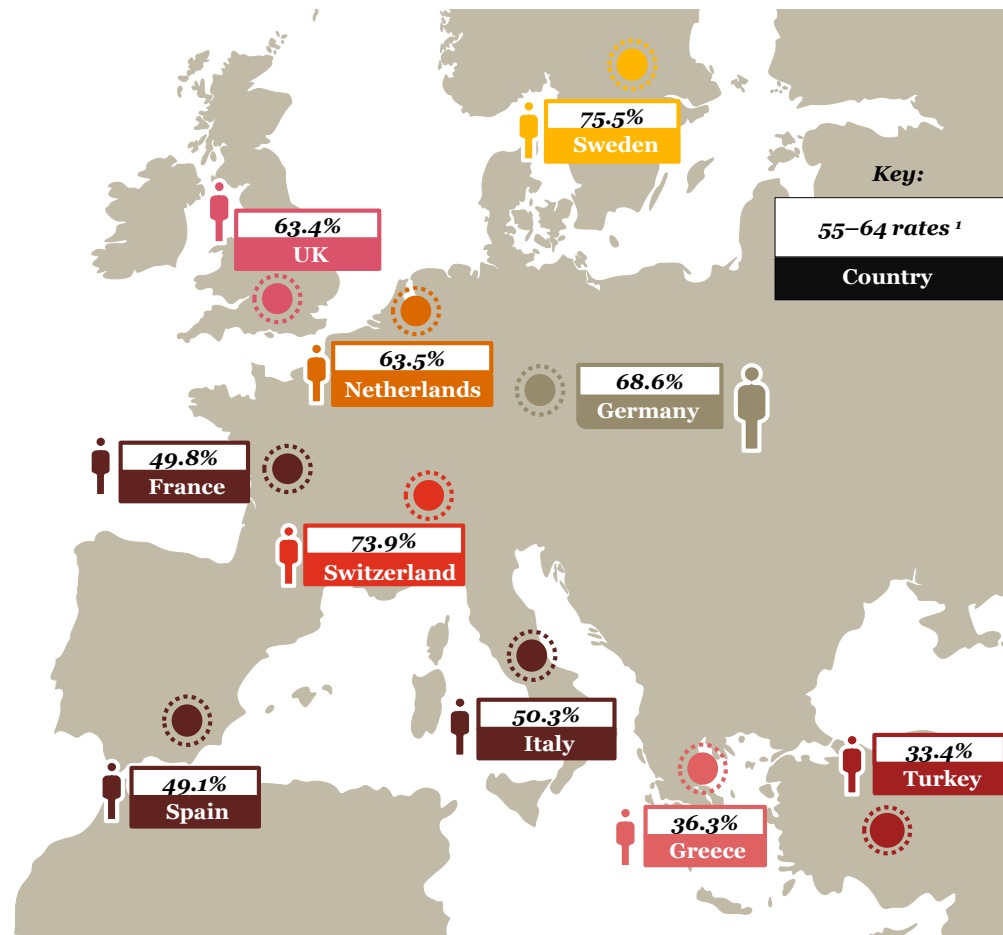 75.5%
Sweden
Key:
55–64 rates ¹
Country
63.4%
UK
63.5%
Netherlands
68.6%
Germany
49.8%
France
73.9%
Switzerland
50.3%
Italy
49.1%
Spain
33.4%
Turkey
36.3%
Greece